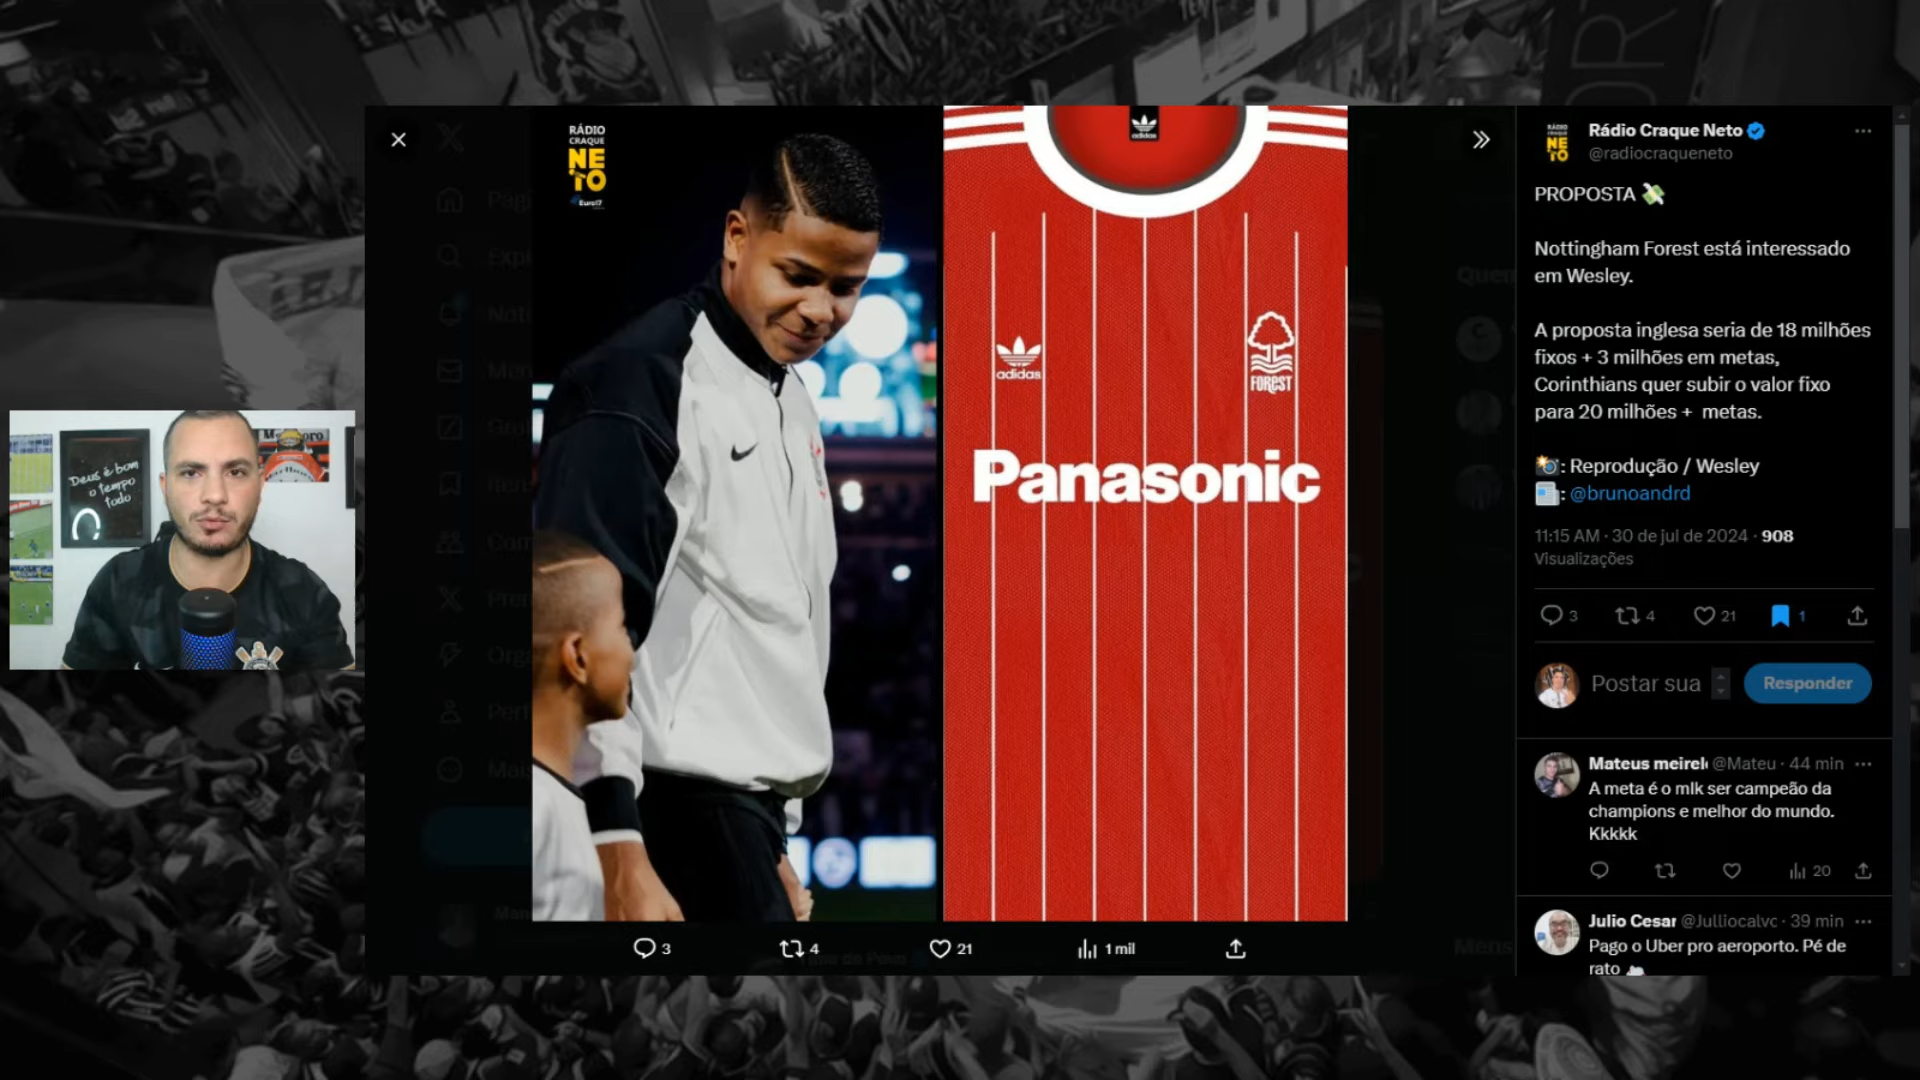 RÁDIO
CRAQUE
NE
TO
adidas
adidas
FOREST
Panasonic
Deus é bom
o tempo
todo
Rádio Craque Neto
@radiocraqueneto
PROPOSTA 💸
Nottingham Forest está interessado
em Wesley.
A proposta inglesa seria de 18 milhões
fixos + 3 milhões em metas,
Corinthians quer subir o valor fixo
para 20 milhões + metas.
📸: Reprodução / Wesley
📰: @brunoandrd
11:15 AM · 30 de jul de 2024 · 908
Visualizações
3 4 21 1
Postar sua
Responder
Mateus meirel @Mateu · 44 min
A meta é o mlk ser campeão da
champions e melhor do mundo.
Kkkkk
20
Julio Cesar @Julliocalvc · 39 min
Pago o Uber pro aeroporto. Pé de
rato
3 4 21 1 mil